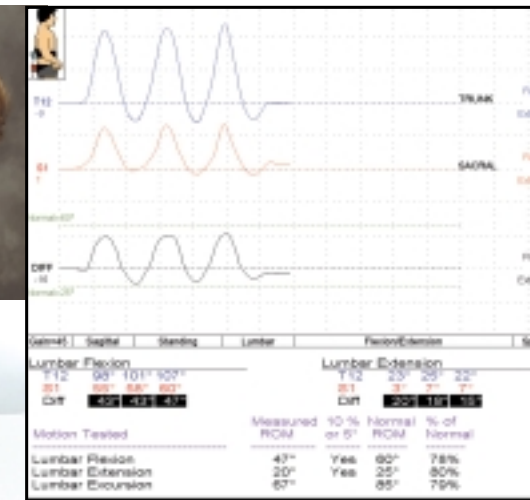 T12
TRUNK
S1
SACRAL
DIFF
Sagittal Standing Lumbar Flexion/Extension
Lumbar Flexion Lumbar Extension
T12 98° 101° 107° T12 23° 25° 22°
S1 55° 58° 60° S1 3° 7° 7°
Diff 43° 43° 47° Diff 20° 18° 15°
Measured 10 % Normal % of
Motion Tested ROM or 5° ROM Normal
Lumbar Flexion 47° Yes 60° 78%
Lumbar Extension 20° Yes 25° 80%
Lumbar Excursion 67° 85° 79%